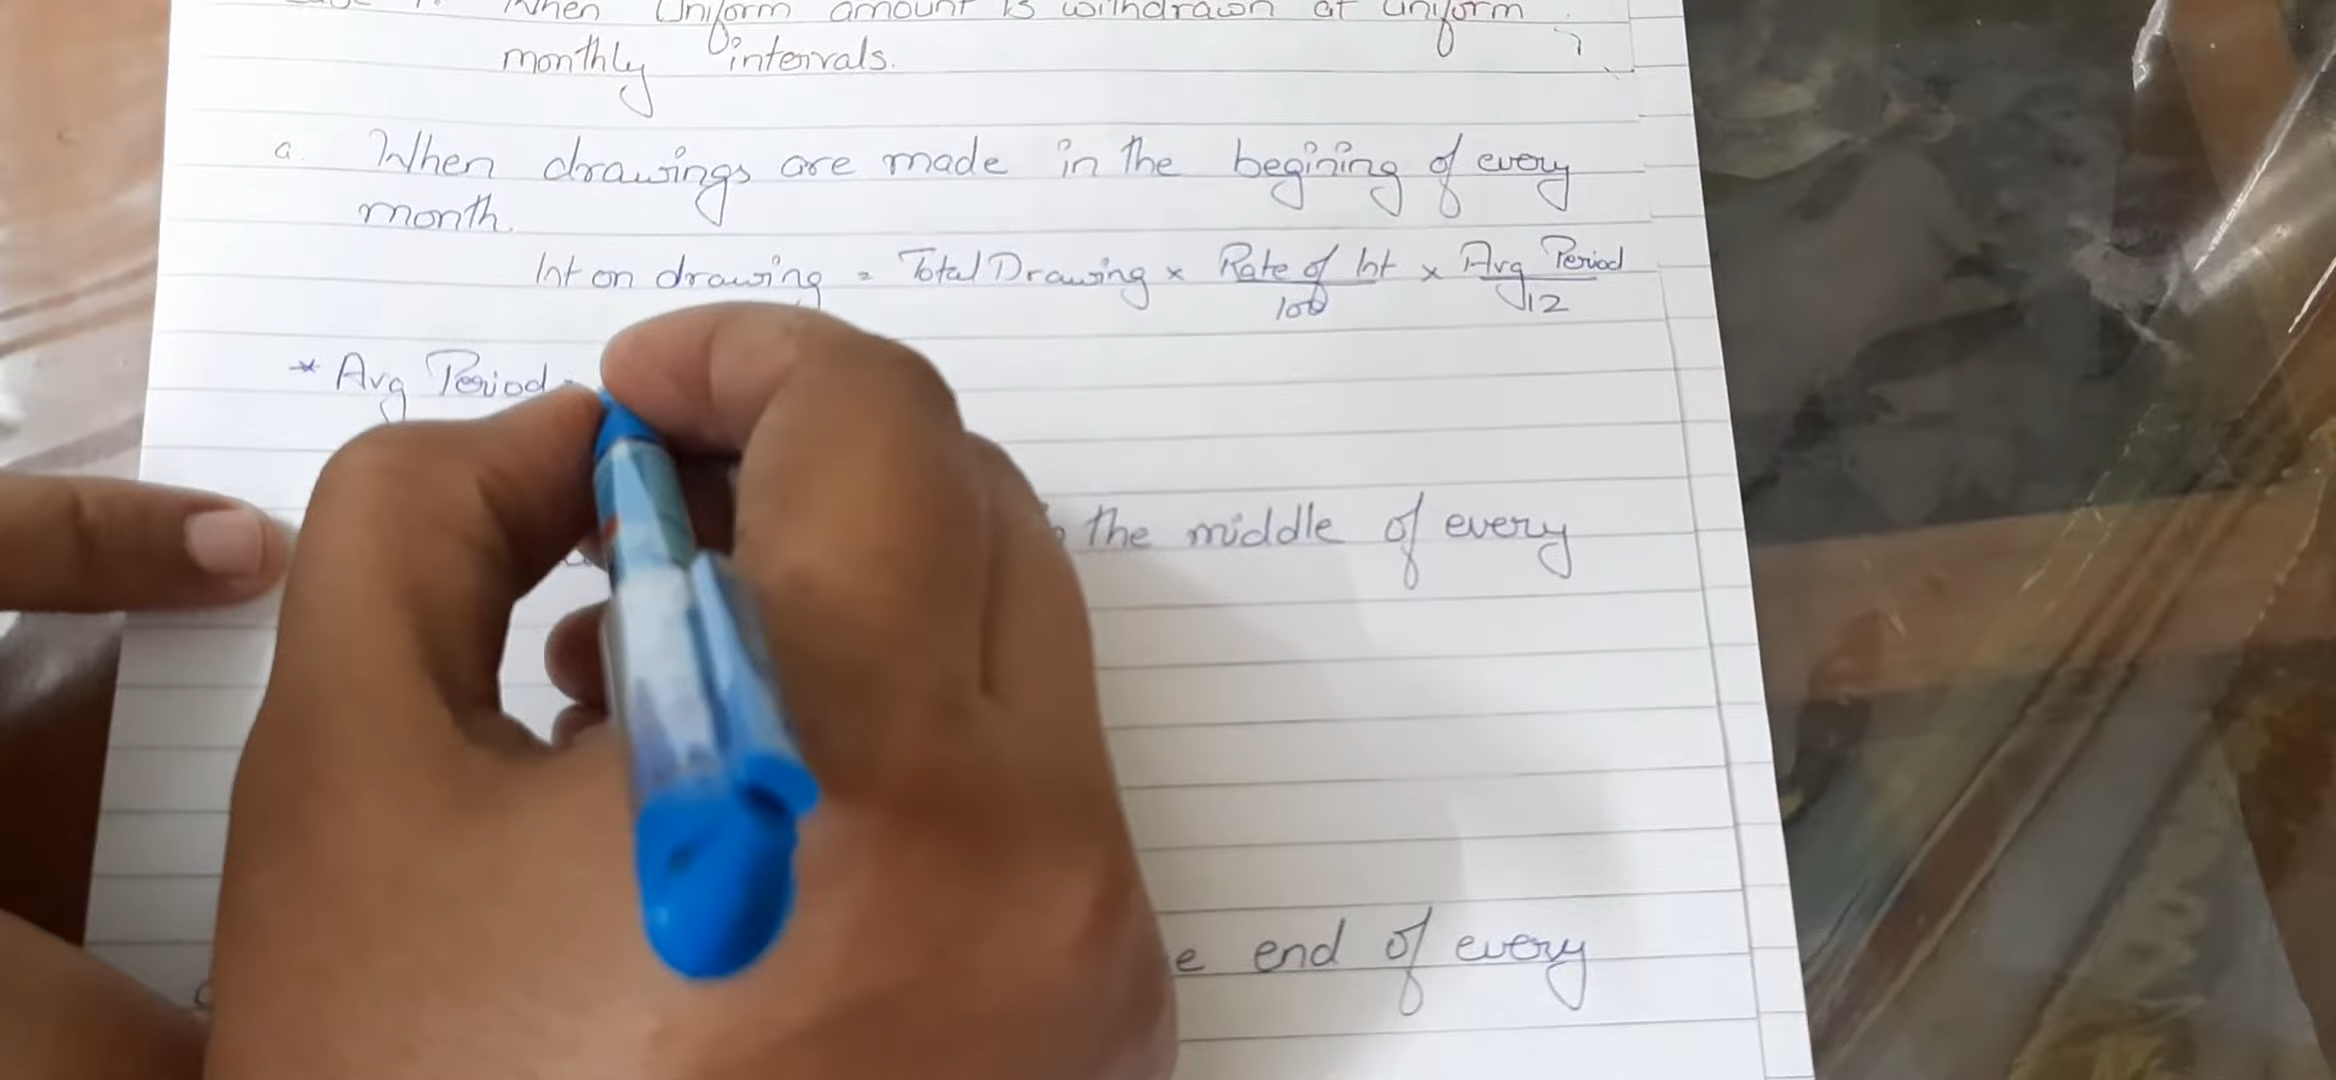 When Uniform amount is withdrawn at uniform
monthly intervals.
a. When drawings are made in the begining of every
month.
Int on drawing = Total Drawing × Rate of Int / 100 × Avg Period / 12
* Avg Period
the middle of every
end of every